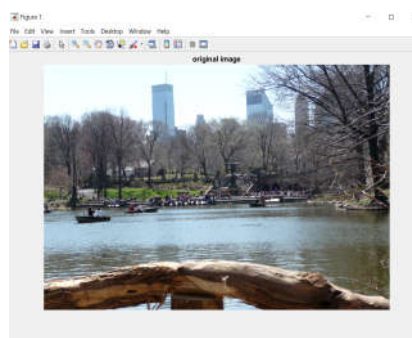 Figure 1
File Edit View Insert Tools Desktop Window Help
original image